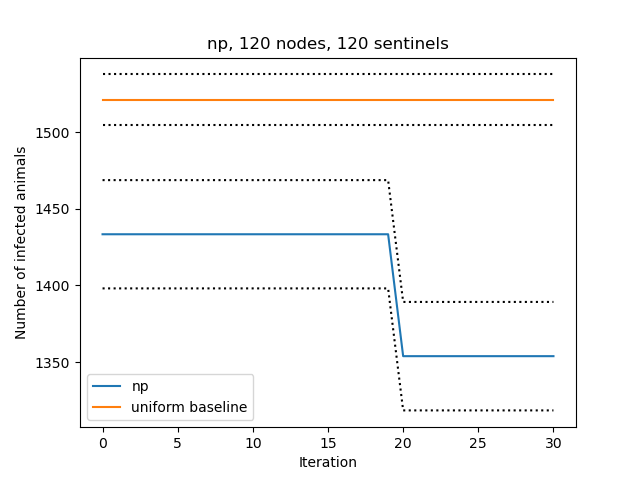 np, 120 nodes, 120 sentinels
Number of infected animals
1500
1450
1400
1350
np
uniform baseline
0 5 10 15 20 25 30
Iteration